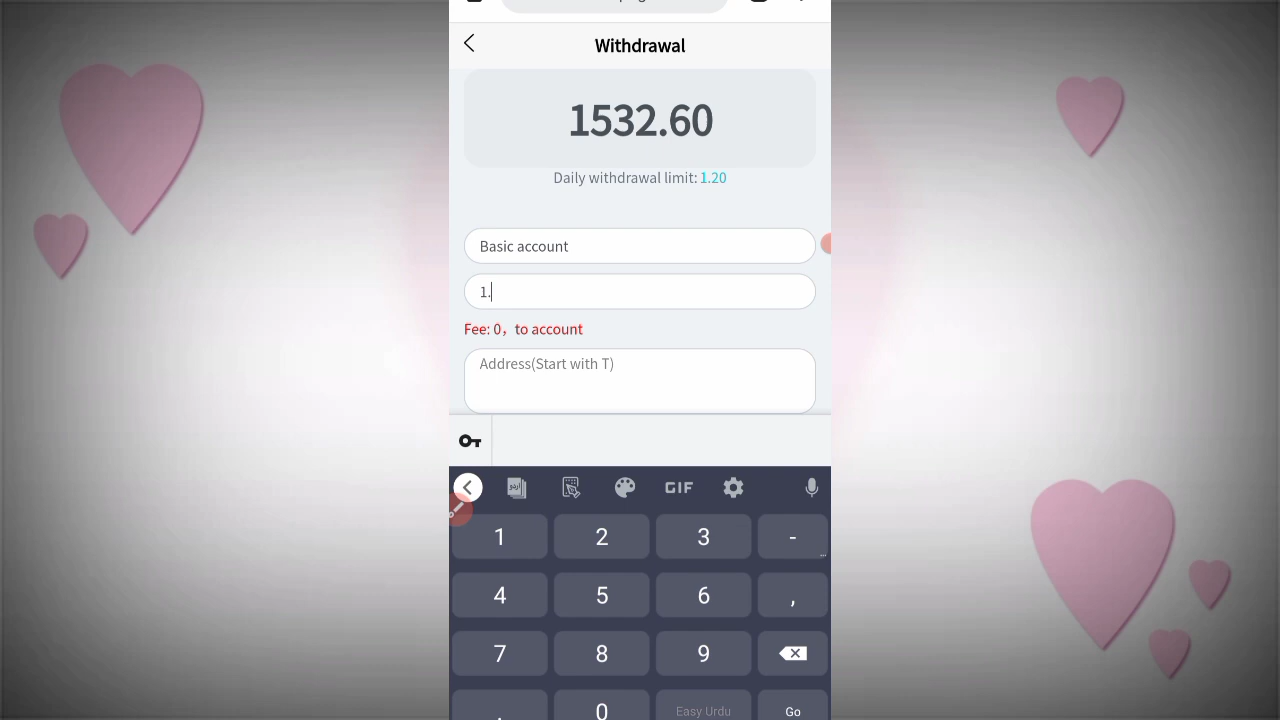 Withdrawal
1532.60
Daily withdrawal limit: 1.20
Basic account
1.
Fee: 0，to account
Address(Start with T)
اردو
GIF
1 2 3 -
4 5 6 ,
7 8 9
. 0 Easy Urdu Go